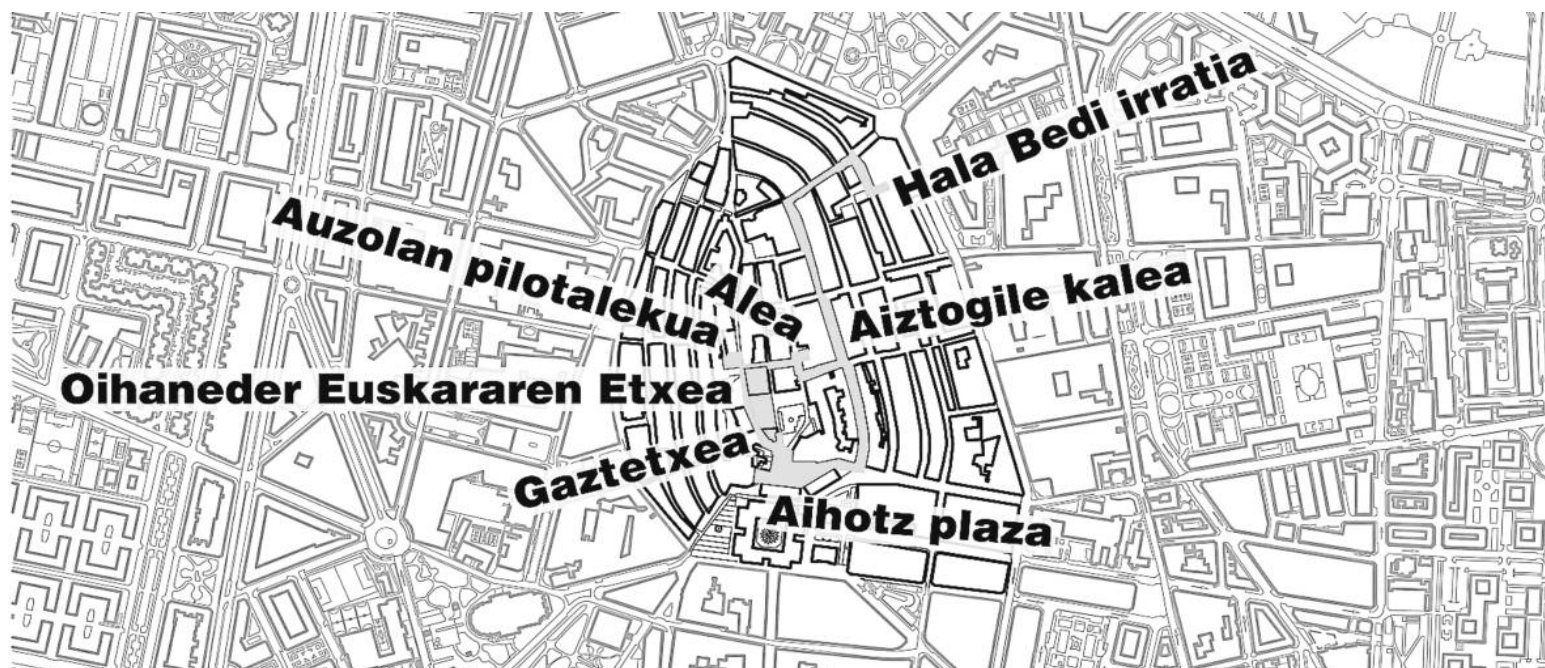 Hala Bedi irratia
Auzolan pilotalekua
Alea
Aiztogile kalea
Oihaneder Euskararen Etxea
Gaztetxea
Aihotz plaza